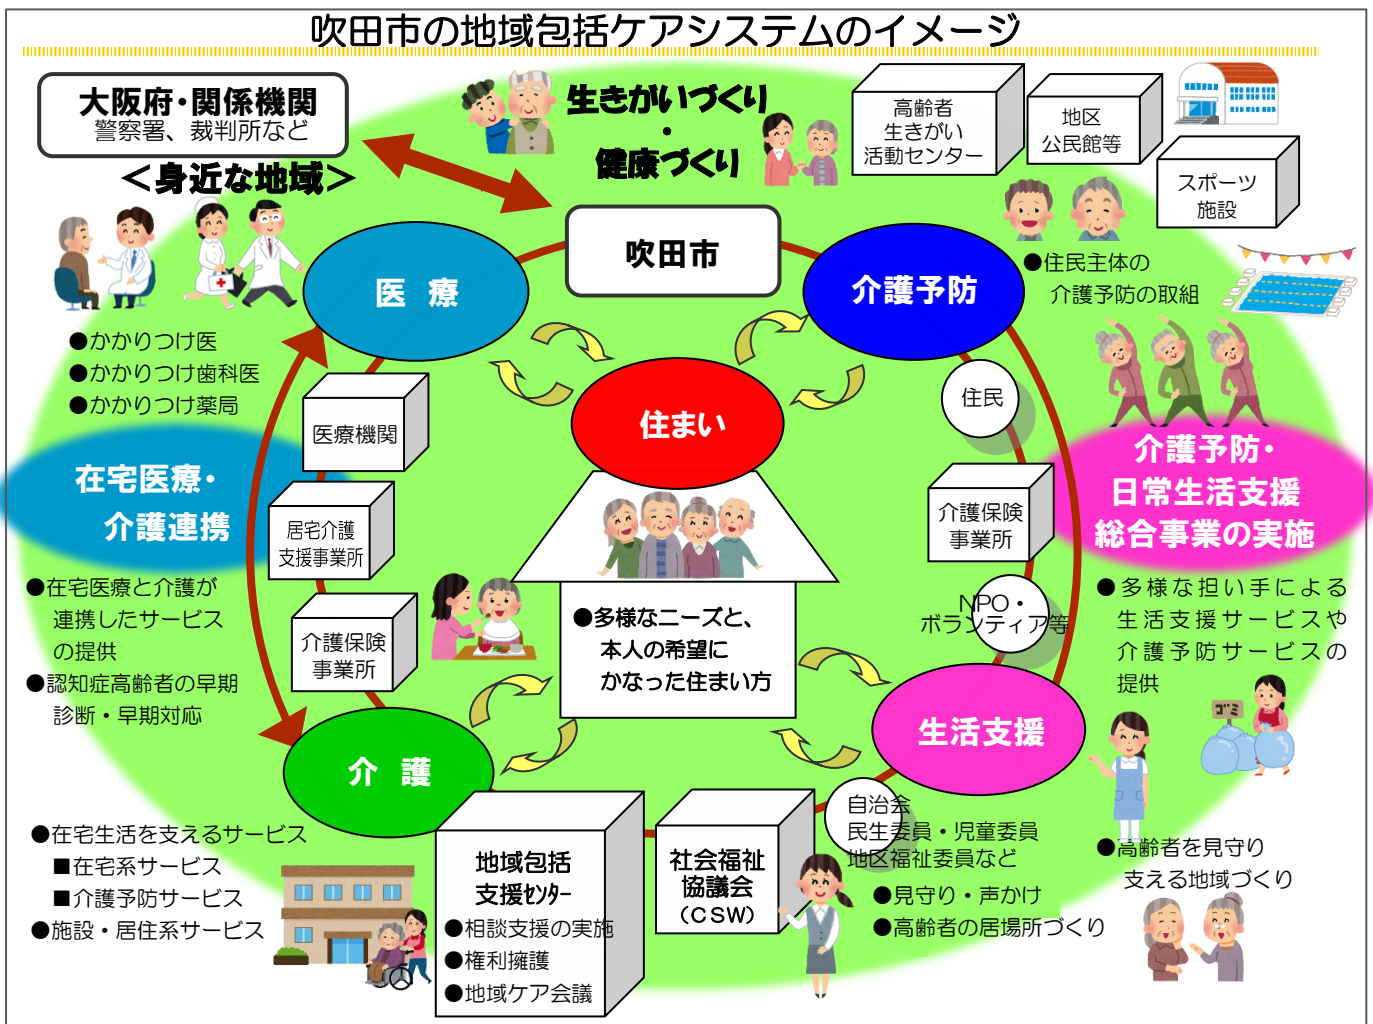 吹田市の地域包括ケアシステムのイメージ
大阪府・関係機関
警察署、裁判所など
＜身近な地域＞
生きがいづくり
・
健康づくり
高齢者
生きがい
活動センター
地区
公民館等
スポーツ
施設
吹田市
医 療
介護予防
●住民主体の
介護予防の取組
●かかりつけ医
●かかりつけ歯科医
●かかりつけ薬局
住まい
住民
医療機関
在宅医療・
介護連携
居宅介護
支援事業所
介護保険
事業所
介護予防・
日常生活支援
総合事業の実施
介護保険
事業所
●在宅医療と介護が
連携したサービス
の提供
●認知症高齢者の早期
診断・早期対応
●多様なニーズと、
本人の希望に
かなった住まい方
NPO・
ボランティア等
●多様な担い手による
生活支援サービスや
介護予防サービスの
提供
ゴミ
生活支援
介 護
●在宅生活を支えるサービス
■在宅系サービス
■介護予防サービス
●施設・居住系サービス
地域包括
支援ｾﾝﾀｰ
●相談支援の実施
●権利擁護
●地域ケア会議
社会福祉
協議会
（CSW）
自治会
民生委員・児童委員
地区福祉委員など
●見守り・声かけ
●高齢者の居場所づくり
●高齢者を見守り
支える地域づくり